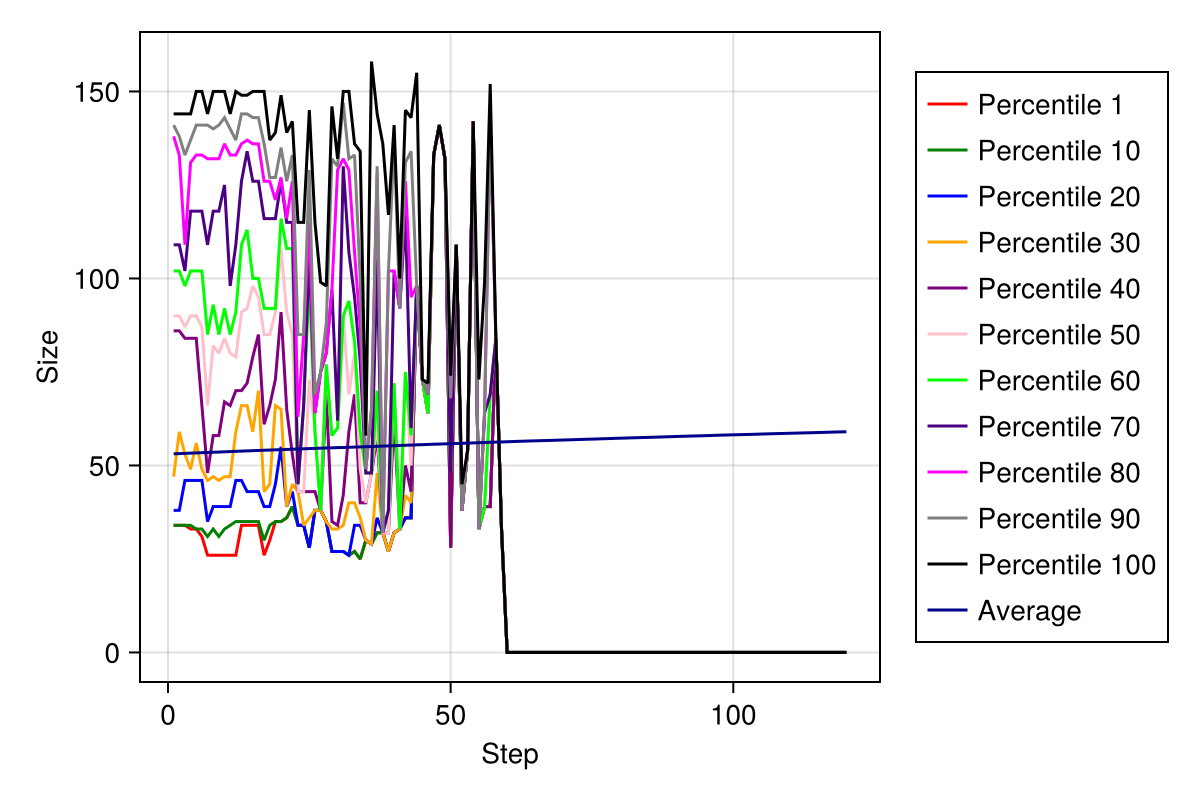 150
100
50
0
0
50
100
Size
Step
Percentile 1
Percentile 10
Percentile 20
Percentile 30
Percentile 40
Percentile 50
Percentile 60
Percentile 70
Percentile 80
Percentile 90
Percentile 100
Average